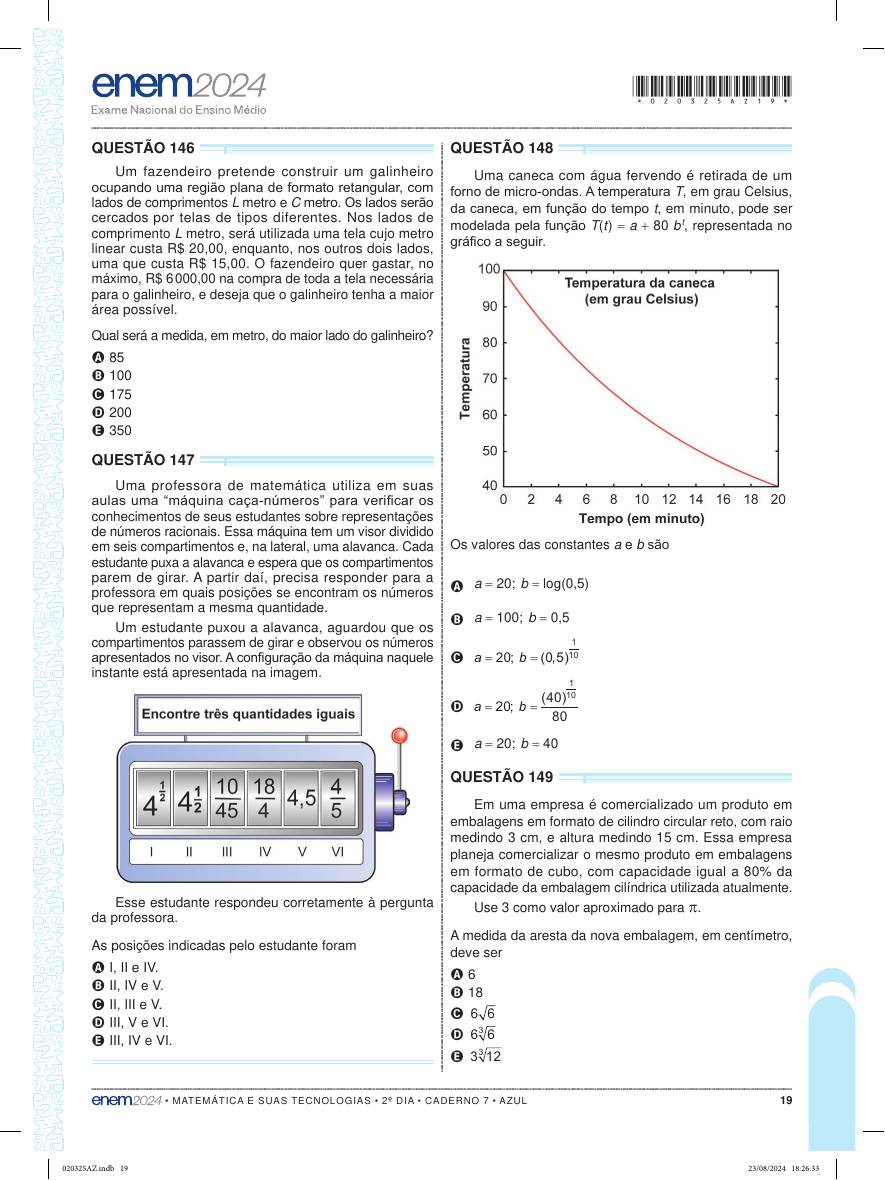 enem2024
Exame Nacional do Ensino Médio
*020325AZ19*
QUESTÃO 146
Um fazendeiro pretende construir um galinheiro
ocupando uma região plana de formato retangular, com
lados de comprimentos L metro e C metro. Os lados serão
cercados por telas de tipos diferentes. Nos lados de
comprimento L metro, será utilizada uma tela cujo metro
linear custa R$ 20,00, enquanto, nos outros dois lados,
uma que custa R$ 15,00. O fazendeiro quer gastar, no
máximo, R$ 6 000,00 na compra de toda a tela necessária
para o galinheiro, e deseja que o galinheiro tenha a maior
área possível.
Qual será a medida, em metro, do maior lado do galinheiro?
A 85
B 100
C 175
D 200
E 350
QUESTÃO 147
Uma professora de matemática utiliza em suas
aulas uma “máquina caça-números” para verificar os
conhecimentos de seus estudantes sobre representações
de números racionais. Essa máquina tem um visor dividido
em seis compartimentos e, na lateral, uma alavanca. Cada
estudante puxa a alavanca e espera que os compartimentos
parem de girar. A partir daí, precisa responder para a
professora em quais posições se encontram os números
que representam a mesma quantidade.
Um estudante puxou a alavanca, aguardou que os
compartimentos parassem de girar e observou os números
apresentados no visor. A configuração da máquina naquele
instante está apresentada na imagem.
Encontre três quantidades iguais
4^(1/2) 4 1/2 10/45 18/4 4,5 4/5
I II III IV V VI
Esse estudante respondeu corretamente à pergunta
da professora.
As posições indicadas pelo estudante foram
A I, II e IV.
B II, IV e V.
C II, III e V.
D III, V e VI.
E III, IV e VI.
QUESTÃO 148
Uma caneca com água fervendo é retirada de um
forno de micro-ondas. A temperatura T, em grau Celsius,
da caneca, em função do tempo t, em minuto, pode ser
modelada pela função T(t) = a + 80 b^t, representada no
gráfico a seguir.
Temperatura da caneca
(em grau Celsius)
Temperatura
100
90
80
70
60
50
40
0 2 4 6 8 10 12 14 16 18 20
Tempo (em minuto)
Os valores das constantes a e b são
A a = 20; b = log(0,5)
B a = 100; b = 0,5
C a = 20; b = (0,5)^(1/10)
D a = 20; b = (40)^(1/10)/80
E a = 20; b = 40
QUESTÃO 149
Em uma empresa é comercializado um produto em
embalagens em formato de cilindro circular reto, com raio
medindo 3 cm, e altura medindo 15 cm. Essa empresa
planeja comercializar o mesmo produto em embalagens
em formato de cubo, com capacidade igual a 80% da
capacidade da embalagem cilíndrica utilizada atualmente.
Use 3 como valor aproximado para π.
A medida da aresta da nova embalagem, em centímetro,
deve ser
A 6
B 18
C 6√6
D 6∛6
E 3∛12
enem2024 • MATEMÁTICA E SUAS TECNOLOGIAS • 2º DIA • CADERNO 7 • AZUL
19
020325AZ.indb 19
23/08/2024 18:26:33